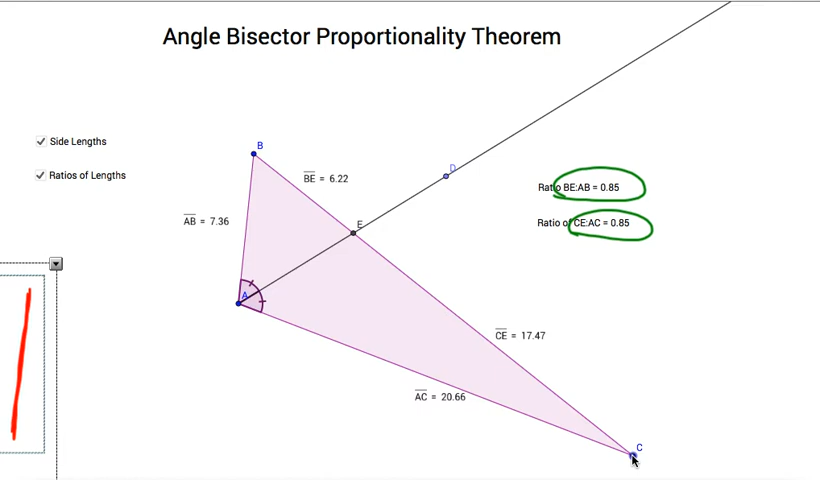 Angle Bisector Proportionality Theorem
Side Lengths
Ratios of Lengths
B
BE = 6.22
D
Ratio BE:AB = 0.85
AB = 7.36
E
Ratio of CE:AC = 0.85
A
CE = 17.47
AC = 20.66
C